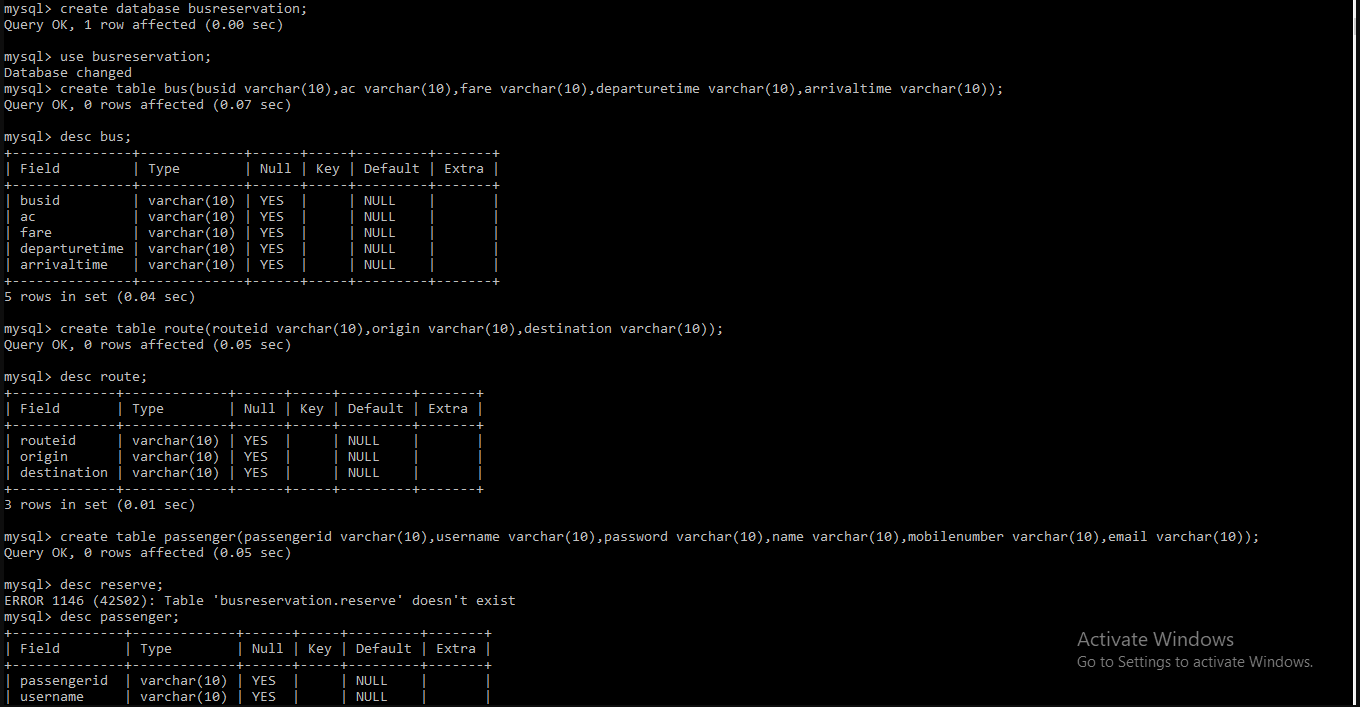 mysql> create database busreservation;
Query OK, 1 row affected (0.00 sec)

mysql> use busreservation;
Database changed
mysql> create table bus(busid varchar(10),ac varchar(10),fare varchar(10),departuretime varchar(10),arrivaltime varchar(10));
Query OK, 0 rows affected (0.07 sec)

mysql> desc bus;
+---------------+-------------+------+-----+---------+-------+
| Field         | Type        | Null | Key | Default | Extra |
+---------------+-------------+------+-----+---------+-------+
| busid         | varchar(10) | YES  |     | NULL    |       |
| ac            | varchar(10) | YES  |     | NULL    |       |
| fare          | varchar(10) | YES  |     | NULL    |       |
| departuretime | varchar(10) | YES  |     | NULL    |       |
| arrivaltime   | varchar(10) | YES  |     | NULL    |       |
+---------------+-------------+------+-----+---------+-------+
5 rows in set (0.04 sec)

mysql> create table route(routeid varchar(10),origin varchar(10),destination varchar(10));
Query OK, 0 rows affected (0.05 sec)

mysql> desc route;
+-------------+-------------+------+-----+---------+-------+
| Field       | Type        | Null | Key | Default | Extra |
+-------------+-------------+------+-----+---------+-------+
| routeid     | varchar(10) | YES  |     | NULL    |       |
| origin      | varchar(10) | YES  |     | NULL    |       |
| destination | varchar(10) | YES  |     | NULL    |       |
+-------------+-------------+------+-----+---------+-------+
3 rows in set (0.01 sec)

mysql> create table passenger(passengerid varchar(10),username varchar(10),password varchar(10),name varchar(10),mobilenumber varchar(10),email varchar(10));
Query OK, 0 rows affected (0.05 sec)

mysql> desc reserve;
ERROR 1146 (42S02): Table 'busreservation.reserve' doesn't exist
mysql> desc passenger;
+--------------+-------------+------+-----+---------+-------+
| Field        | Type        | Null | Key | Default | Extra |
+--------------+-------------+------+-----+---------+-------+
| passengerid  | varchar(10) | YES  |     | NULL    |       |
| username     | varchar(10) | YES  |     | NULL    |       |
Activate Windows
Go to Settings to activate Windows.